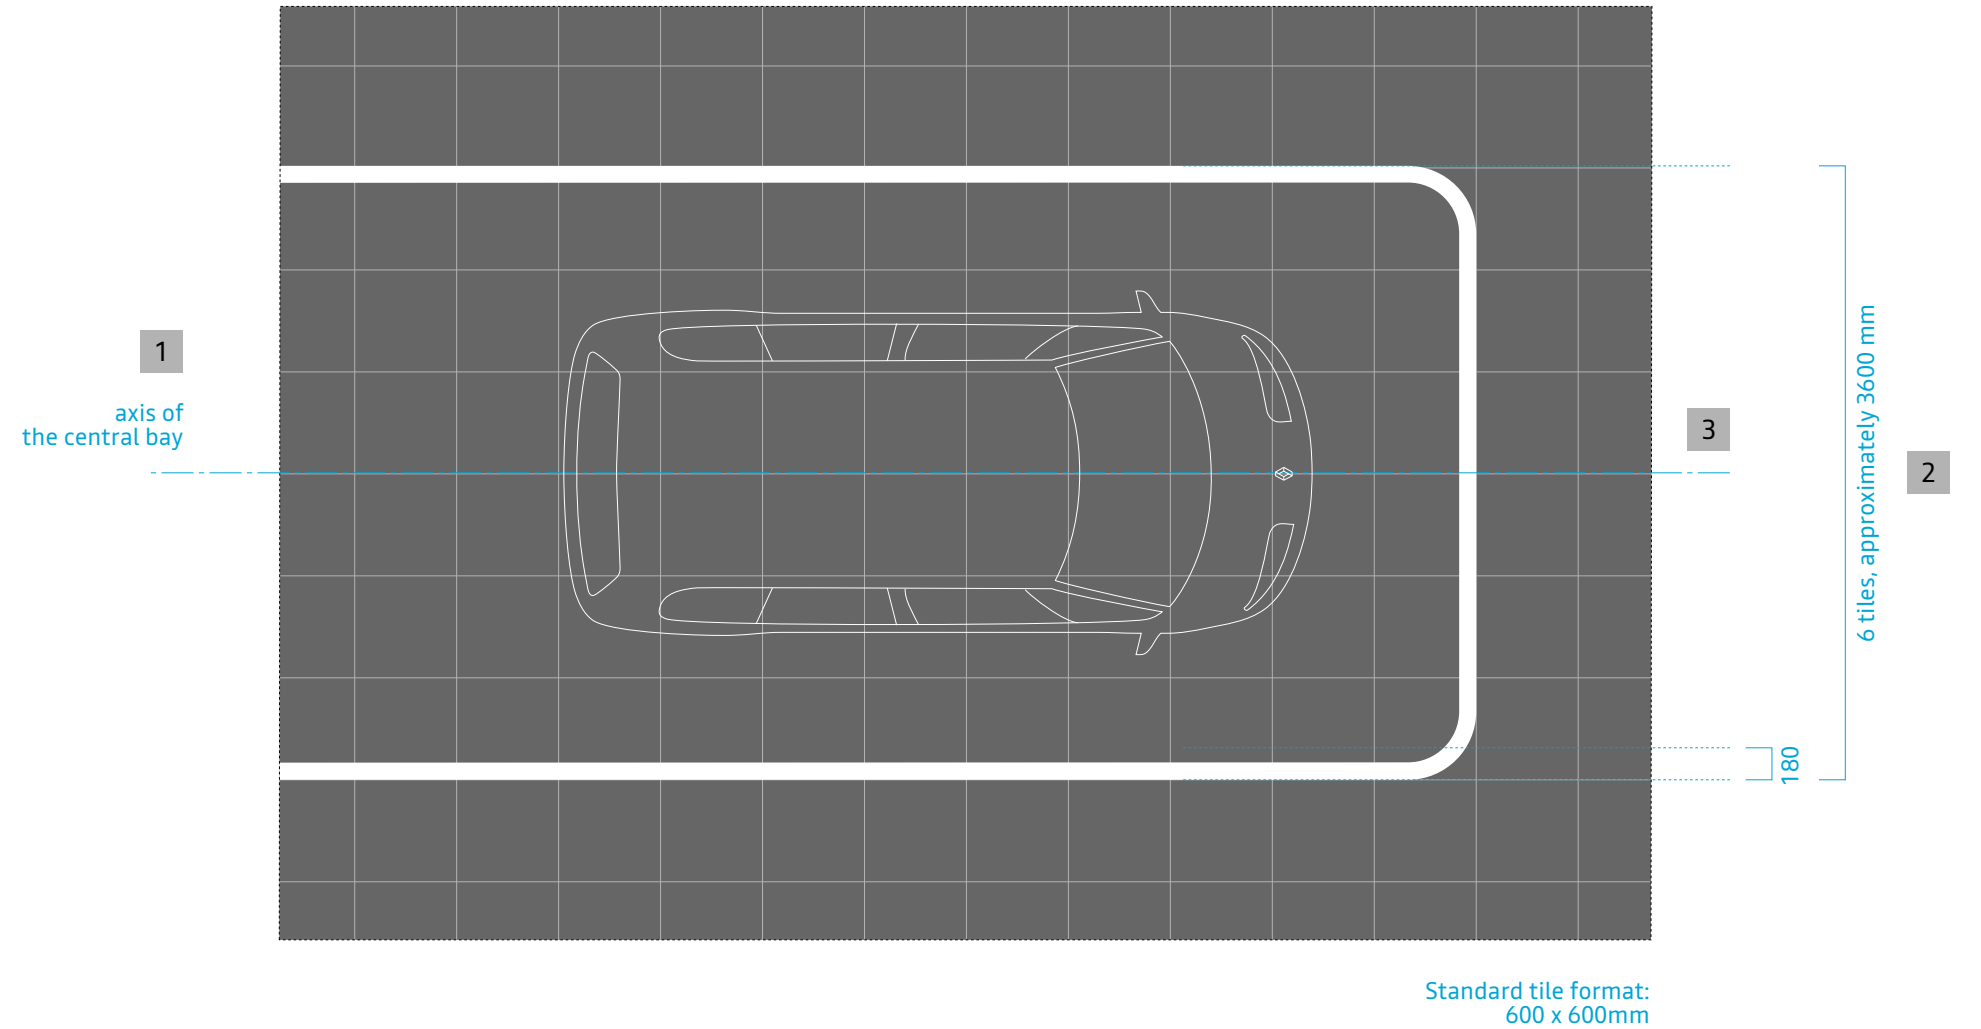 1
axis of
the central bay
3
6 tiles, approximately 3600 mm
2
180
Standard tile format:
600 x 600mm